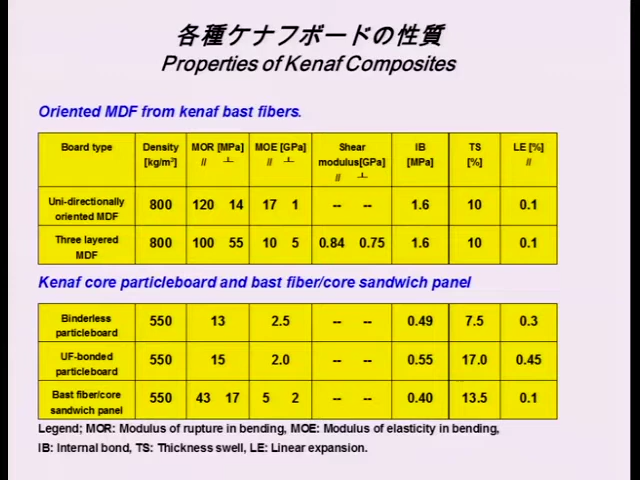 各種ケナフボードの性質
Properties of Kenaf Composites
Oriented MDF from kenaf bast fibers.
Board type Density MOR [MPa] MOE [GPa] Shear IB TS LE [%]
[kg/m³] // ⊥ // ⊥ modulus[GPa] [MPa] [%] //
// ⊥
Uni-directionally oriented MDF 800 120 14 17 1 -- -- 1.6 10 0.1
Three layered MDF 800 100 55 10 5 0.84 0.75 1.6 10 0.1
Kenaf core particleboard and bast fiber/core sandwich panel
Binderless particleboard 550 13 2.5 -- -- 0.49 7.5 0.3
UF-bonded particleboard 550 15 2.0 -- -- 0.55 17.0 0.45
Bast fiber/core sandwich panel 550 43 17 5 2 -- -- 0.40 13.5 0.1
Legend; MOR: Modulus of rupture in bending, MOE: Modulus of elasticity in bending,
IB: Internal bond, TS: Thickness swell, LE: Linear expansion.